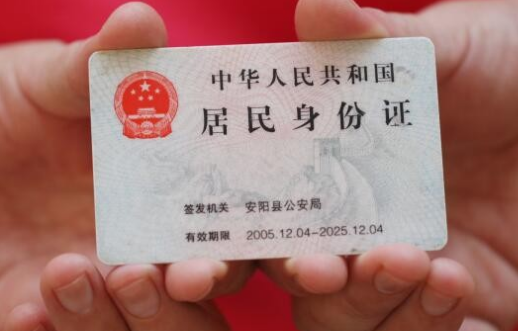 中华人民共和国
居民身份证
签发机关 安阳县公安局
有效期限 2005.12.04-2025.12.04